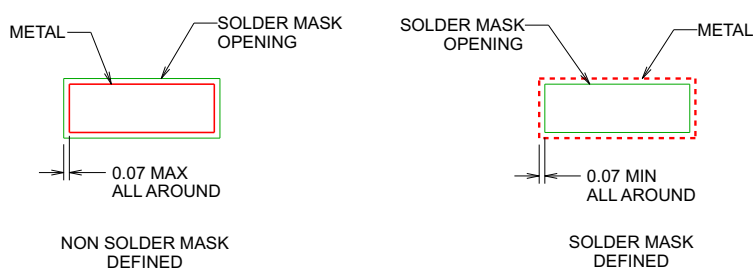 METAL
SOLDER MASK
OPENING
0.07 MAX
ALL AROUND
NON SOLDER MASK
DEFINED
SOLDER MASK
OPENING
METAL
0.07 MIN
ALL AROUND
SOLDER MASK
DEFINED